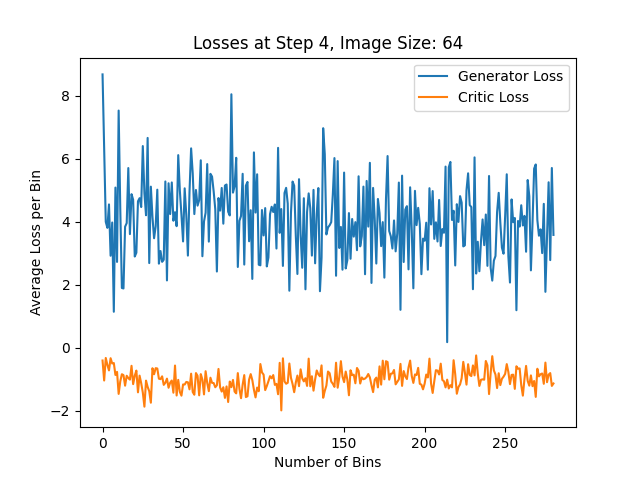 Losses at Step 4, Image Size: 64
Generator Loss
Critic Loss
Average Loss per Bin
8
6
4
2
0
−2
0
50
100
150
200
250
Number of Bins